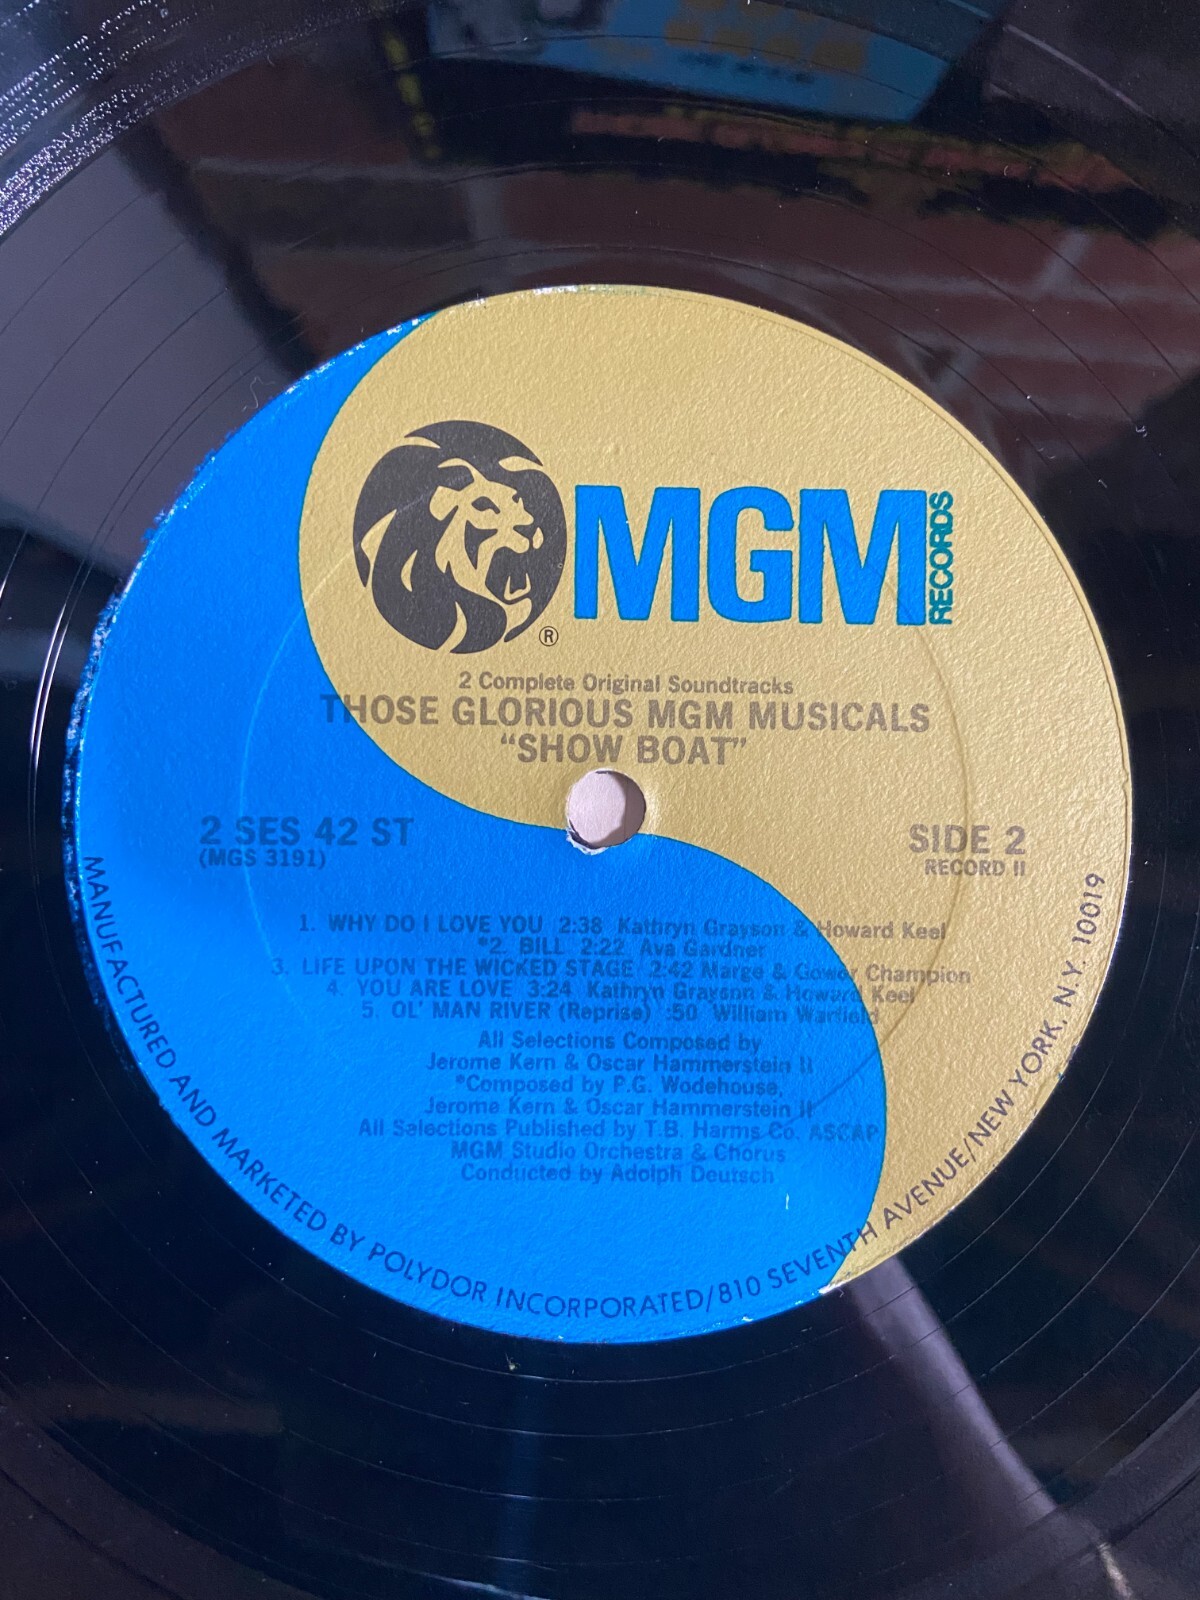 MGM RECORDS
®
2 Complete Original Soundtracks
THOSE GLORIOUS MGM MUSICALS
“SHOW BOAT”
2 SES 42 ST
(MGS 3191)
SIDE 2
RECORD II
1. WHY DO I LOVE YOU 2:38 Kathryn Grayson & Howard Keel
*2. BILL 2:22 Ava Gardner
3. LIFE UPON THE WICKED STAGE 2:42 Marge & Gower Champion
4. YOU ARE LOVE 3:24 Kathryn Grayson & Howard Keel
5. OL' MAN RIVER (Reprise) :50 William Warfield
All Selections Composed by
Jerome Kern & Oscar Hammerstein II
*Composed by P.G. Wodehouse,
Jerome Kern & Oscar Hammerstein II
All Selections Published by T.B. Harms Co. ASCAP
MGM Studio Orchestra & Chorus
Conducted by Adolph Deutsch
MANUFACTURED AND MARKETED BY POLYDOR INCORPORATED/810 SEVENTH AVENUE/NEW YORK, N.Y. 10019